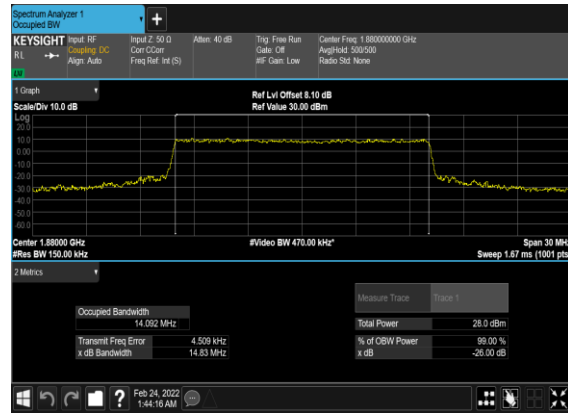 Spectrum Analyzer 1
Occupied BW
+
KEYSIGHT Input: RF Input Z: 50 Ω Atten: 40 dB Trig: Free Run Center Freq: 1.880000000 GHz
RL Coupling: DC Corr CCorr Gate: Off Avg|Hold: 500/500
Align: Auto Freq Ref: Int (S) #IF Gain: Low Radio Std: None
LW
1 Graph
Ref Lvl Offset 8.10 dB
Scale/Div 10.0 dB Ref Value 30.00 dBm
Log
20.0
10.0
0.00
-10.0
-20.0
-30.0
-40.0
-50.0
-60.0
Center 1.88000 GHz #Video BW 470.00 kHz* Span 30 MHz
#Res BW 150.00 kHz Sweep 1.67 ms (1001 pts
2 Metrics
Measure Trace Trace 1
Occupied Bandwidth
14.092 MHz Total Power 28.0 dBm
Transmit Freq Error 4.509 kHz % of OBW Power 99.00 %
x dB Bandwidth 14.83 MHz x dB -26.00 dB
? Feb 24, 2022
1:44:16 AM